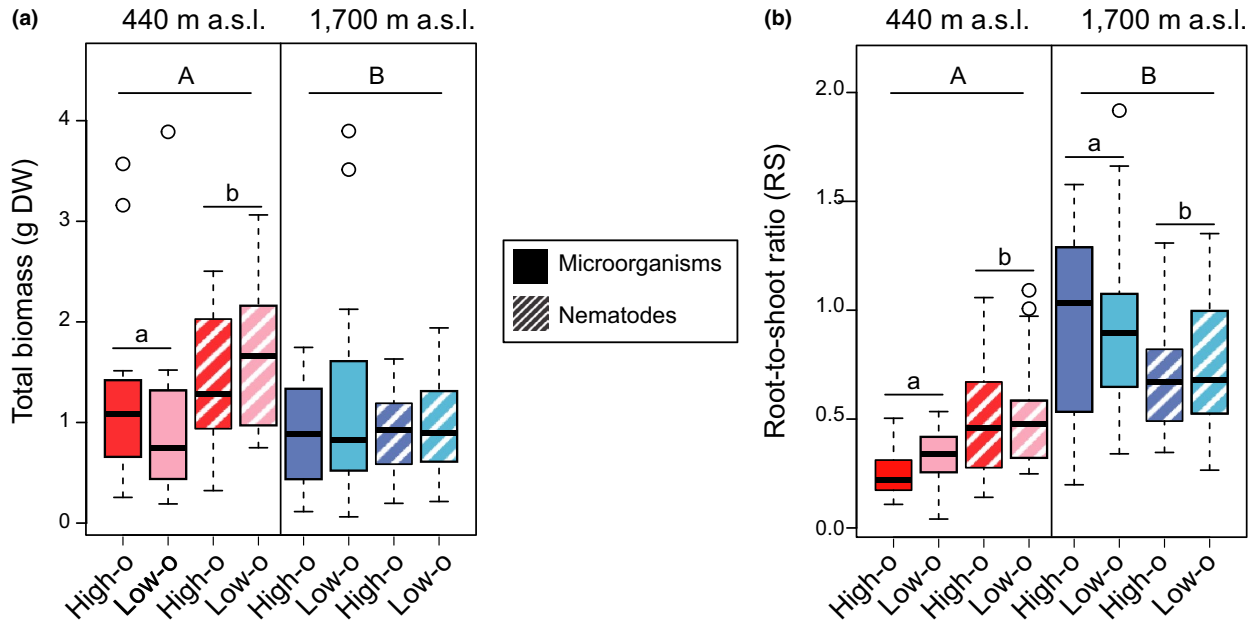 (a)
440 m a.s.l.
1,700 m a.s.l.
A
B
a
b
Total biomass (g DW)
4
3
2
1
0
High-o
Low-o
High-o
Low-o
High-o
Low-o
High-o
Low-o
Microorganisms
Nematodes
(b)
440 m a.s.l.
1,700 m a.s.l.
A
B
a
b
a
b
Root-to-shoot ratio (RS)
2.0
1.5
1.0
0.5
0.0
High-o
Low-o
High-o
Low-o
High-o
Low-o
High-o
Low-o